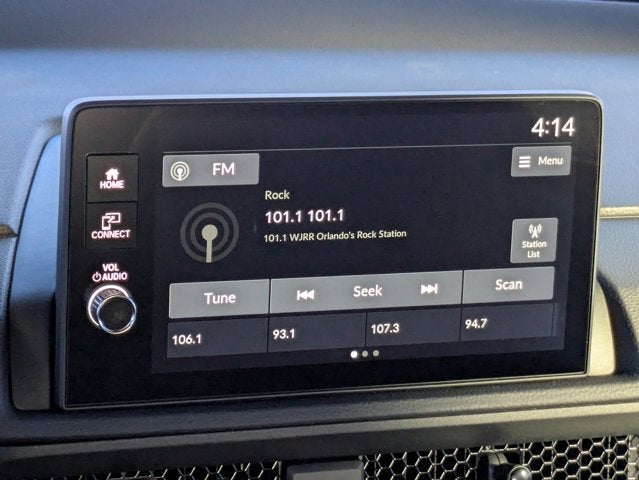 4:14
FM
Menu
HOME
Rock
101.1 101.1
101.1 WJRR Orlando's Rock Station
CONNECT
Station
List
VOL
AUDIO
Tune
Seek
Scan
106.1
93.1
107.3
94.7